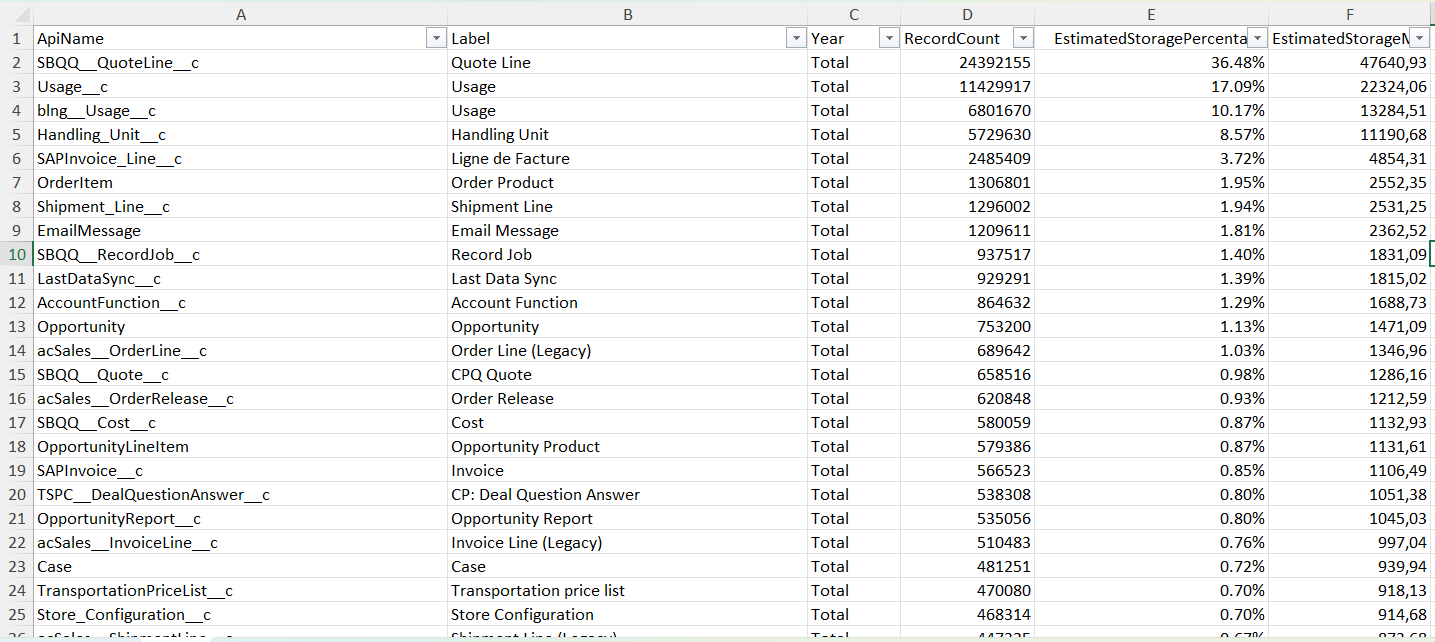 A B C D E F
1 ApiName Label Year RecordCount EstimatedStoragePercenta EstimatedStorageM
2 SBQQ__QuoteLine__c Quote Line Total 24392155 36.48% 47640,93
3 Usage__c Usage Total 11429917 17.09% 22324,06
4 blng__Usage__c Usage Total 6801670 10.17% 13284,51
5 Handling_Unit__c Handling Unit Total 5729630 8.57% 11190,68
6 SAPInvoice_Line__c Ligne de Facture Total 2485409 3.72% 4854,31
7 OrderItem Order Product Total 1306801 1.95% 2552,35
8 Shipment_Line__c Shipment Line Total 1296002 1.94% 2531,25
9 EmailMessage Email Message Total 1209611 1.81% 2362,52
10 SBQQ__RecordJob__c Record Job Total 937517 1.40% 1831,09
11 LastDataSync__c Last Data Sync Total 929291 1.39% 1815,02
12 AccountFunction__c Account Function Total 864632 1.29% 1688,73
13 Opportunity Opportunity Total 753200 1.13% 1471,09
14 acSales__OrderLine__c Order Line (Legacy) Total 689642 1.03% 1346,96
15 SBQQ__Quote__c CPQ Quote Total 658516 0.98% 1286,16
16 acSales__OrderRelease__c Order Release Total 620848 0.93% 1212,59
17 SBQQ__Cost__c Cost Total 580059 0.87% 1132,93
18 OpportunityLineItem Opportunity Product Total 579386 0.87% 1131,61
19 SAPInvoice__c Invoice Total 566523 0.85% 1106,49
20 TSPC__DealQuestionAnswer__c CP: Deal Question Answer Total 538308 0.80% 1051,38
21 OpportunityReport__c Opportunity Report Total 535056 0.80% 1045,03
22 acSales__InvoiceLine__c Invoice Line (Legacy) Total 510483 0.76% 997,04
23 Case Case Total 481251 0.72% 939,94
24 TransportationPriceList__c Transportation price list Total 470080 0.70% 918,13
25 Store_Configuration__c Store Configuration Total 468314 0.70% 914,68